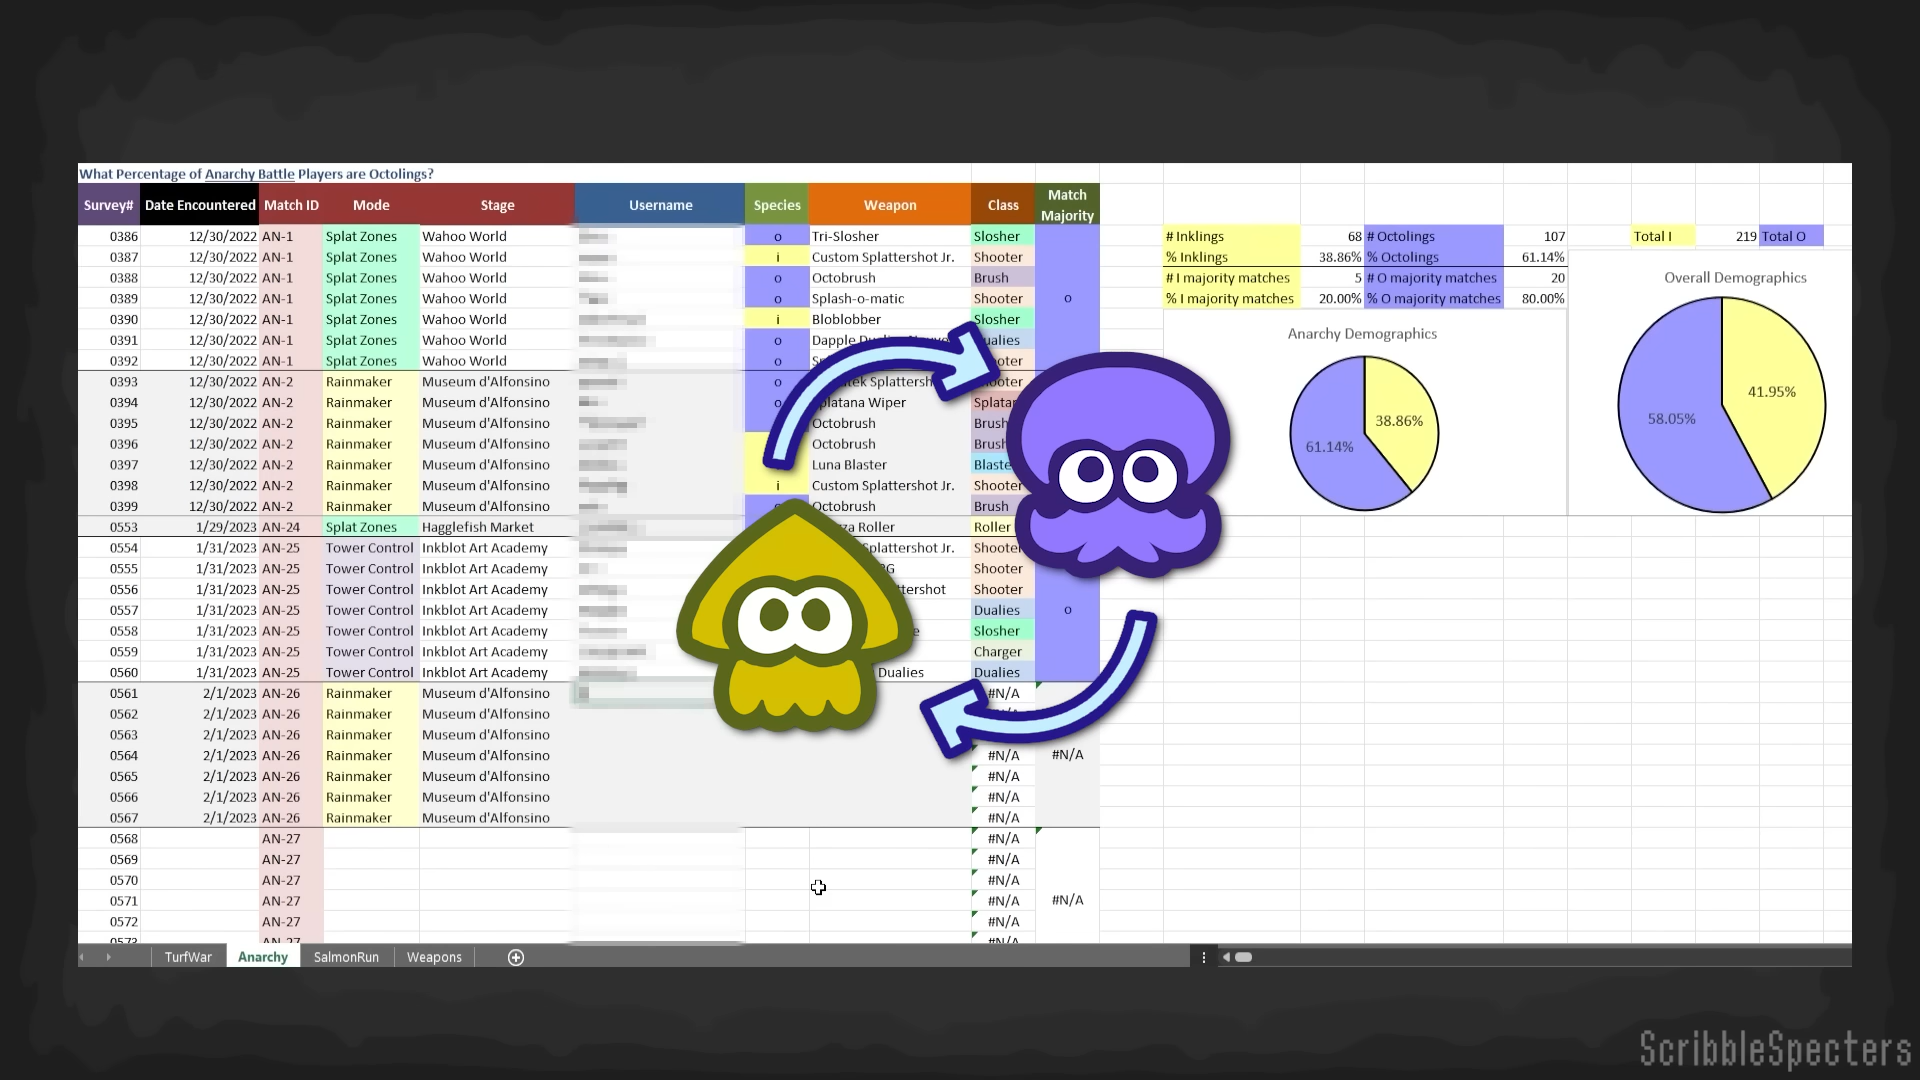 What Percentage of Anarchy Battle Players are Octolings?
Survey# Date Encountered Match ID Mode Stage Username Species Weapon Class Match Majority
0386 12/30/2022 AN-1 Splat Zones Wahoo World o Tri-Slosher Slosher # Inklings 68 # Octolings 107 Total I 219 Total O
0387 12/30/2022 AN-1 Splat Zones Wahoo World i Custom Splattershot Jr. Shooter % Inklings 38.86% % Octolings 61.14%
0388 12/30/2022 AN-1 Splat Zones Wahoo World o Octobrush Brush # I majority matches 5 # O majority matches 20
0389 12/30/2022 AN-1 Splat Zones Wahoo World o Splash-o-matic Shooter o % I majority matches 20.00% % O majority matches 80.00%
Overall Demographics
41.95%
58.05%
Anarchy Demographics
38.86%
61.14%
0390 12/30/2022 AN-1 Splat Zones Wahoo World i Bloblobber Slosher
0391 12/30/2022 AN-1 Splat Zones Wahoo World o Dapple
0392 12/30/2022 AN-1 Splat Zones Wahoo World o
0393 12/30/2022 AN-2 Rainmaker Museum d'Alfonsino o
0394 12/30/2022 AN-2 Rainmaker Museum d'Alfonsino Wiper
0395 12/30/2022 AN-2 Rainmaker Museum d'Alfonsino Octobrush Brush
0396 12/30/2022 AN-2 Rainmaker Museum d'Alfonsino Octobrush Brush
0397 12/30/2022 AN-2 Rainmaker Museum d'Alfonsino Luna Blaster
0398 12/30/2022 AN-2 Rainmaker Museum d'Alfonsino i Custom Splattershot Jr. Shooter
0399 12/30/2022 AN-2 Rainmaker Museum d'Alfonsino Octobrush Brush
0553 1/29/2023 AN-24 Splat Zones Hagglefish Market Roller Roller
0554 1/31/2023 AN-25 Tower Control Inkblot Art Academy Splattershot Jr. Shooter
0555 1/31/2023 AN-25 Tower Control Inkblot Art Academy Shooter
0556 1/31/2023 AN-25 Tower Control Inkblot Art Academy Shooter
0557 1/31/2023 AN-25 Tower Control Inkblot Art Academy Dualies o
0558 1/31/2023 AN-25 Tower Control Inkblot Art Academy Slosher
0559 1/31/2023 AN-25 Tower Control Inkblot Art Academy Charger
0560 1/31/2023 AN-25 Tower Control Inkblot Art Academy Dualies Dualies
0561 2/1/2023 AN-26 Rainmaker Museum d'Alfonsino #N/A
0562 2/1/2023 AN-26 Rainmaker Museum d'Alfonsino
0563 2/1/2023 AN-26 Rainmaker Museum d'Alfonsino
0564 2/1/2023 AN-26 Rainmaker Museum d'Alfonsino #N/A #N/A
0565 2/1/2023 AN-26 Rainmaker Museum d'Alfonsino #N/A
0566 2/1/2023 AN-26 Rainmaker Museum d'Alfonsino #N/A
0567 2/1/2023 AN-26 Rainmaker Museum d'Alfonsino #N/A
0568 AN-27 #N/A
0569 AN-27 #N/A
0570 AN-27 #N/A
0571 AN-27 #N/A #N/A
0572 AN-27 #N/A
TurfWar Anarchy SalmonRun Weapons
ScribbleSpecters